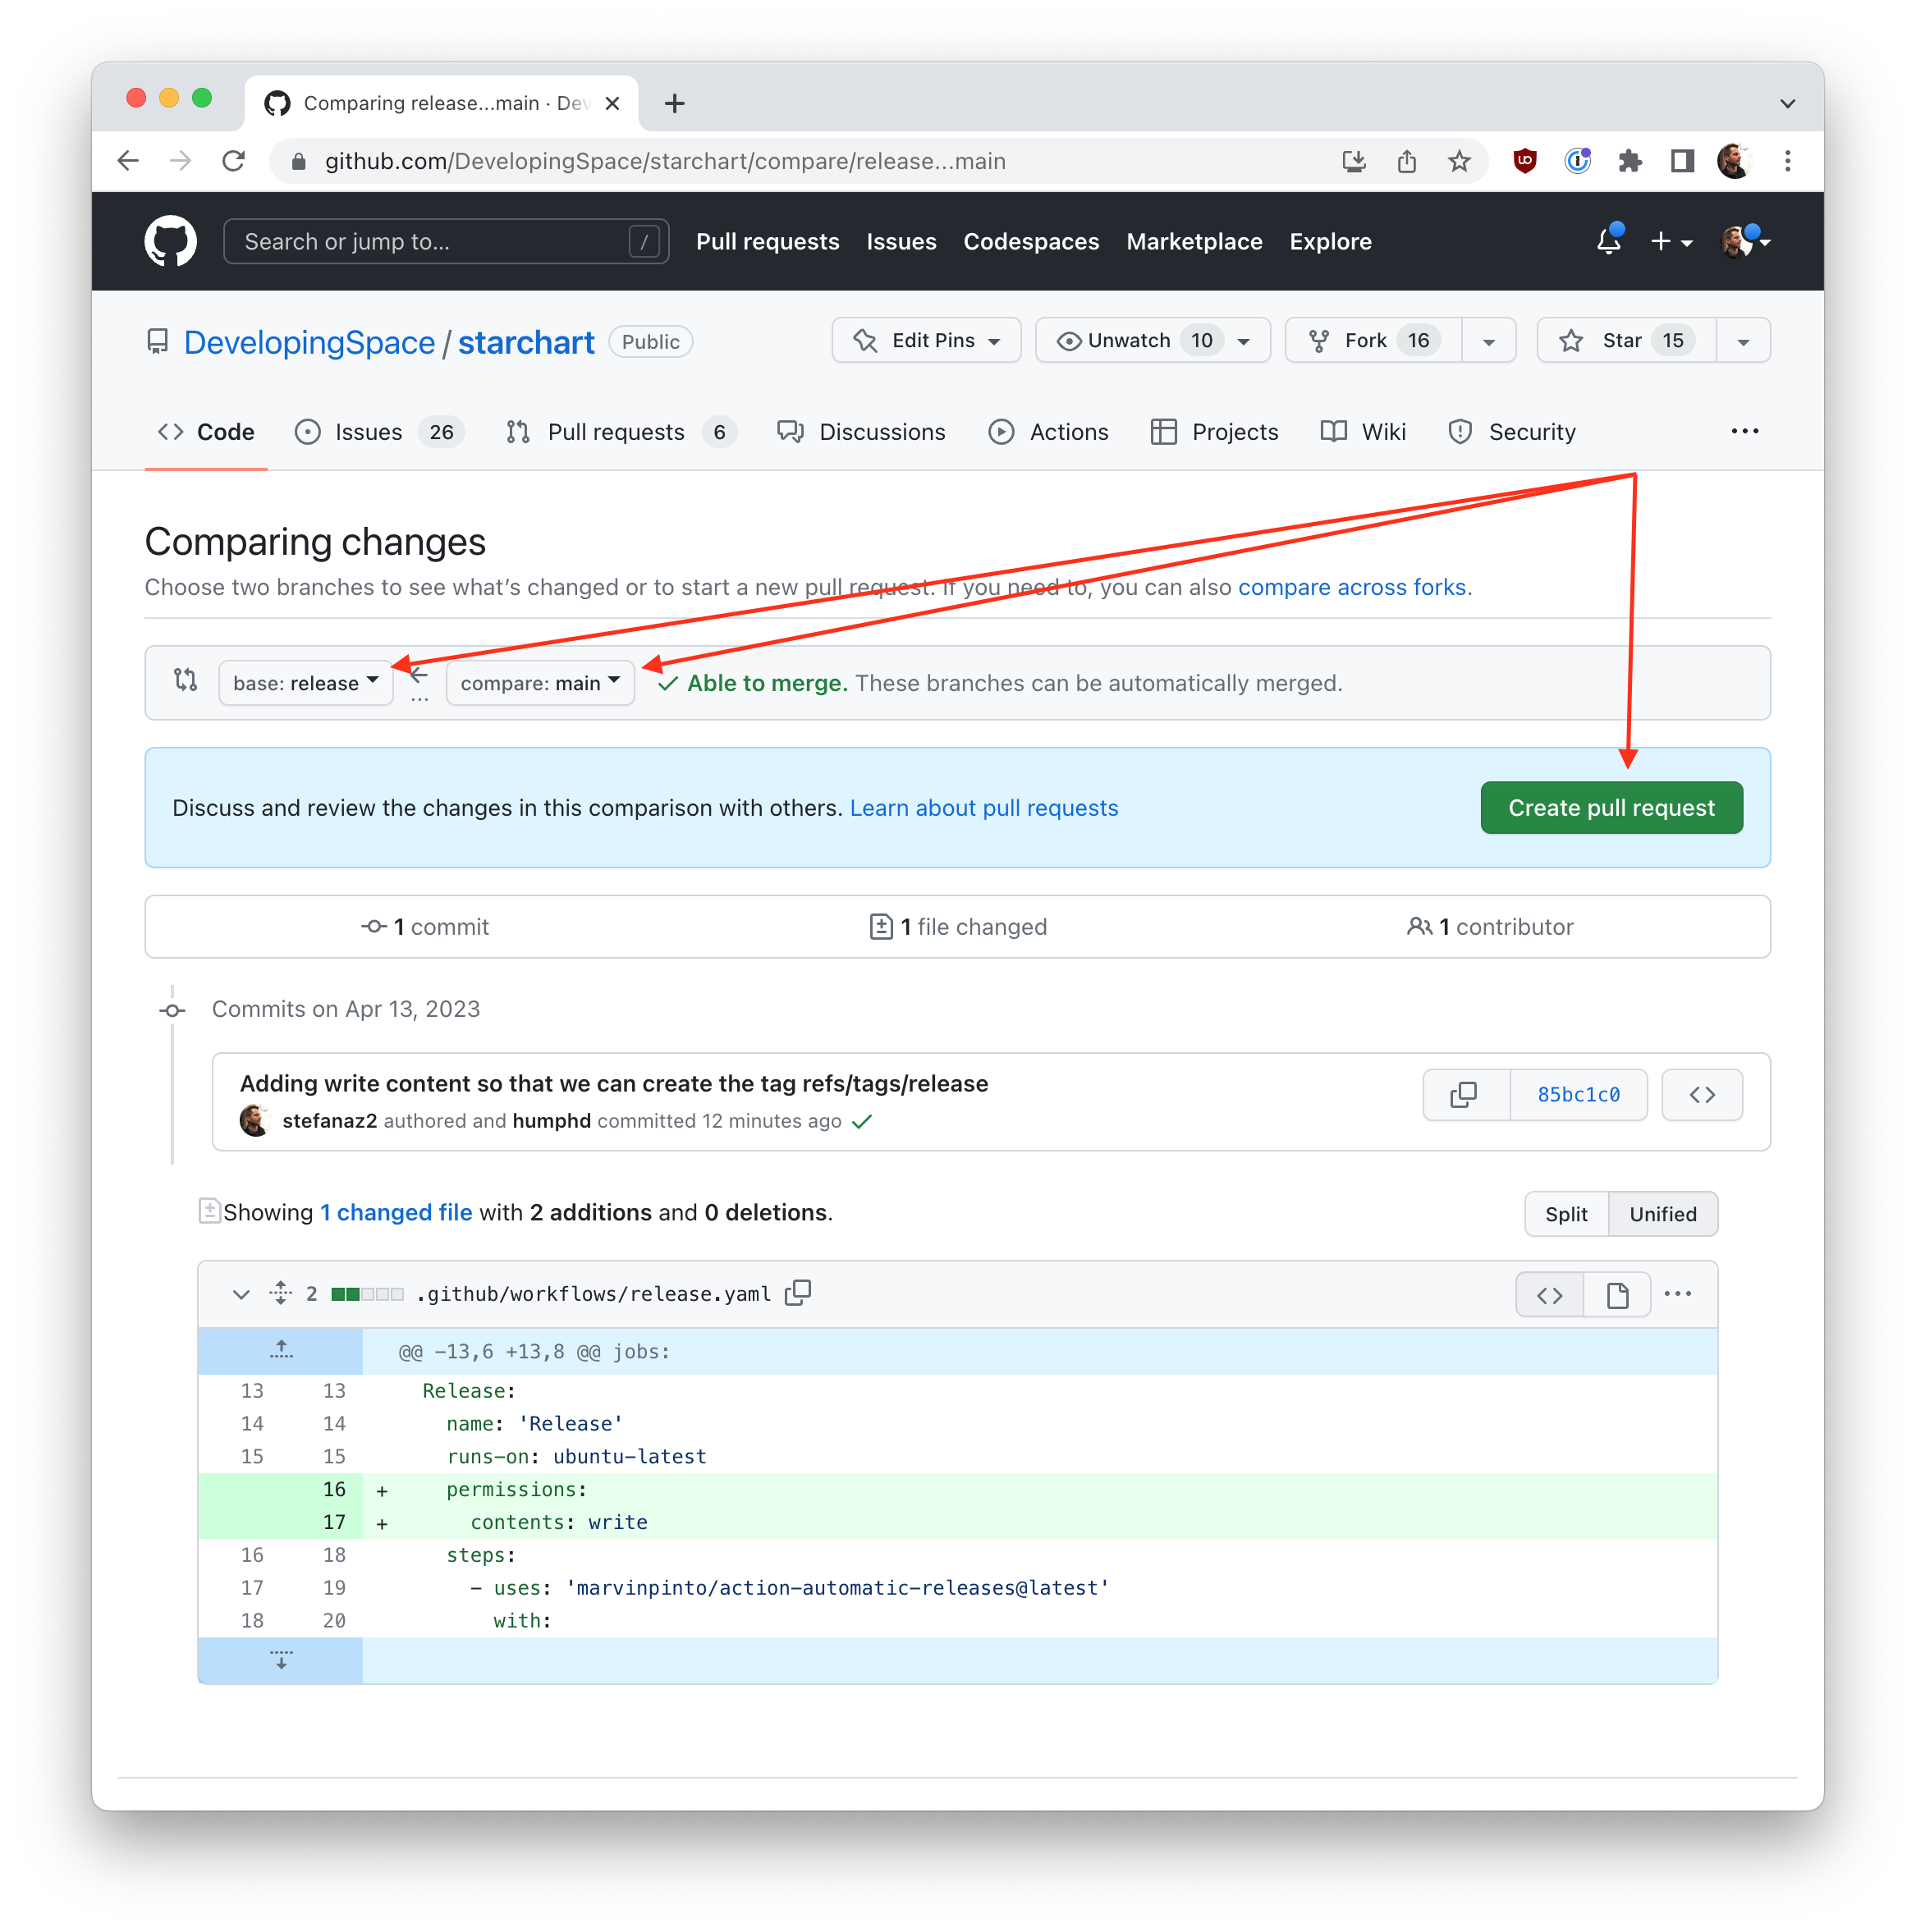 Comparing release...main · Dev
github.com/DevelopingSpace/starchart/compare/release...main
Search or jump to... / Pull requests Issues Codespaces Marketplace Explore
DevelopingSpace / starchart Public Edit Pins Unwatch 10 Fork 16 Star 15
Code Issues 26 Pull requests 6 Discussions Actions Projects Wiki Security ...
Comparing changes
Choose two branches to see what’s changed or to start a new pull request. If you need to, you can also compare across forks.
base: release ... compare: main Able to merge. These branches can be automatically merged.
Discuss and review the changes in this comparison with others. Learn about pull requests Create pull request
1 commit 1 file changed 1 contributor
Commits on Apr 13, 2023
Adding write content so that we can create the tag refs/tags/release
85bc1c0
stefanaz2 authored and humphd committed 12 minutes ago
Showing 1 changed file with 2 additions and 0 deletions. Split Unified
2 .github/workflows/release.yaml
@@ -13,6 +13,8 @@ jobs:
13 13 Release:
14 14 name: 'Release'
15 15 runs-on: ubuntu-latest
16 + permissions:
17 + contents: write
16 18 steps:
17 19 - uses: 'marvinpinto/action-automatic-releases@latest'
18 20 with: